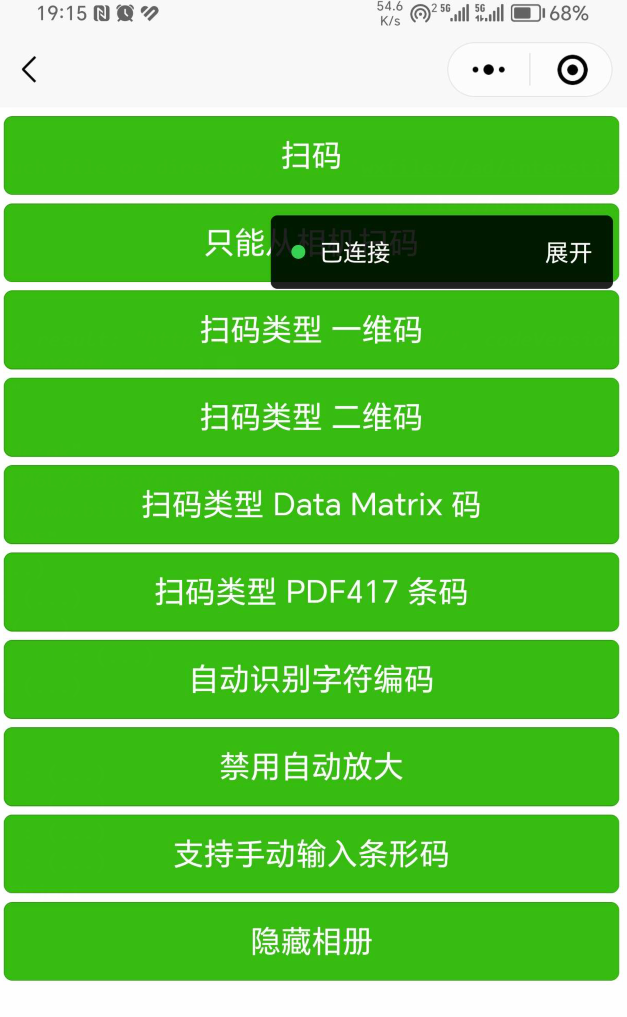 19:15
54.6
K/s
2
5G
5G
68%
扫码
只能从相机扫码
已连接
展开
扫码类型 一维码
扫码类型 二维码
扫码类型 Data Matrix 码
扫码类型 PDF417 条码
自动识别字符编码
禁用自动放大
支持手动输入条形码
隐藏相册